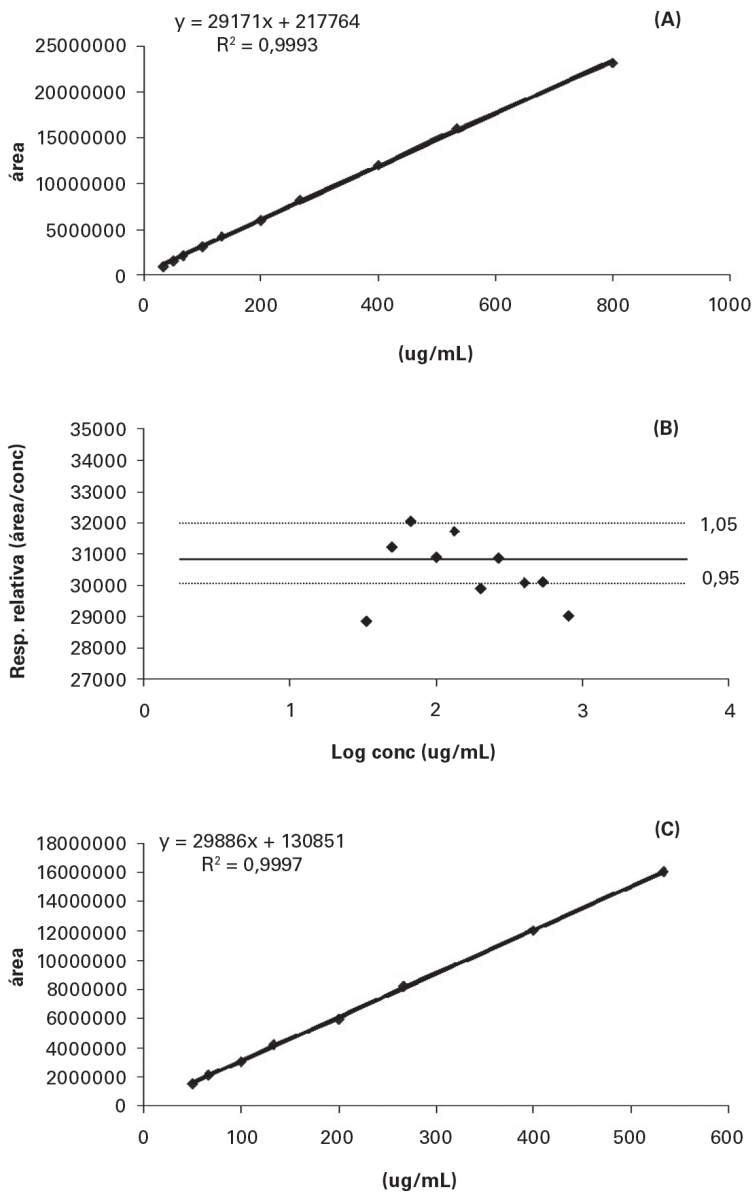 y = 29171x + 217764
(A)
R² = 0,9993
25000000
20000000
15000000
10000000
5000000
0
área
0 200 400 600 800 1000
(ug/mL)
(B)
35000
34000
33000
32000
31000
30000
29000
28000
27000
Resp. relativa (área/conc)
1,05
0,95
0 1 2 3 4
Log conc (ug/mL)
(C)
y = 29886x + 130851
R² = 0,9997
18000000
16000000
14000000
12000000
10000000
8000000
6000000
4000000
2000000
0
área
0 100 200 300 400 500 600
(ug/mL)